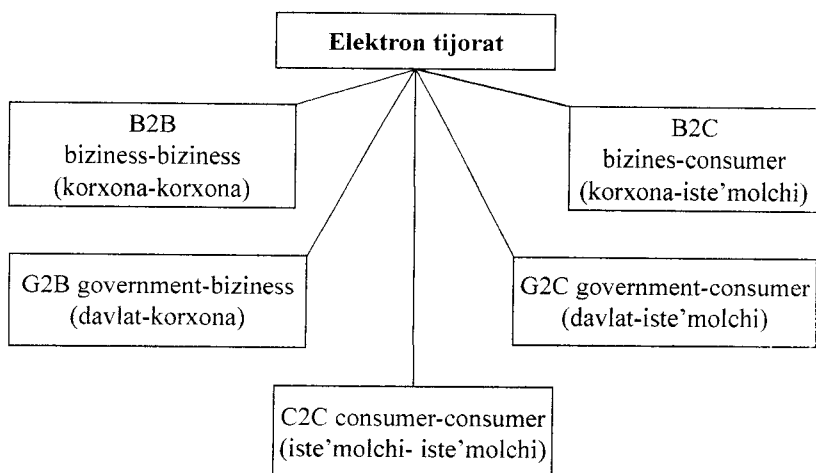 Elektron tijorat
B2B
biziness-biziness
(korxona-korxona)
B2C
bizines-consumer
(korxona-iste’molchi)
G2B government-biziness
(davlat-korxona)
G2C government-consumer
(davlat-iste’molchi)
C2C consumer-consumer
(iste’molchi- iste’molchi)